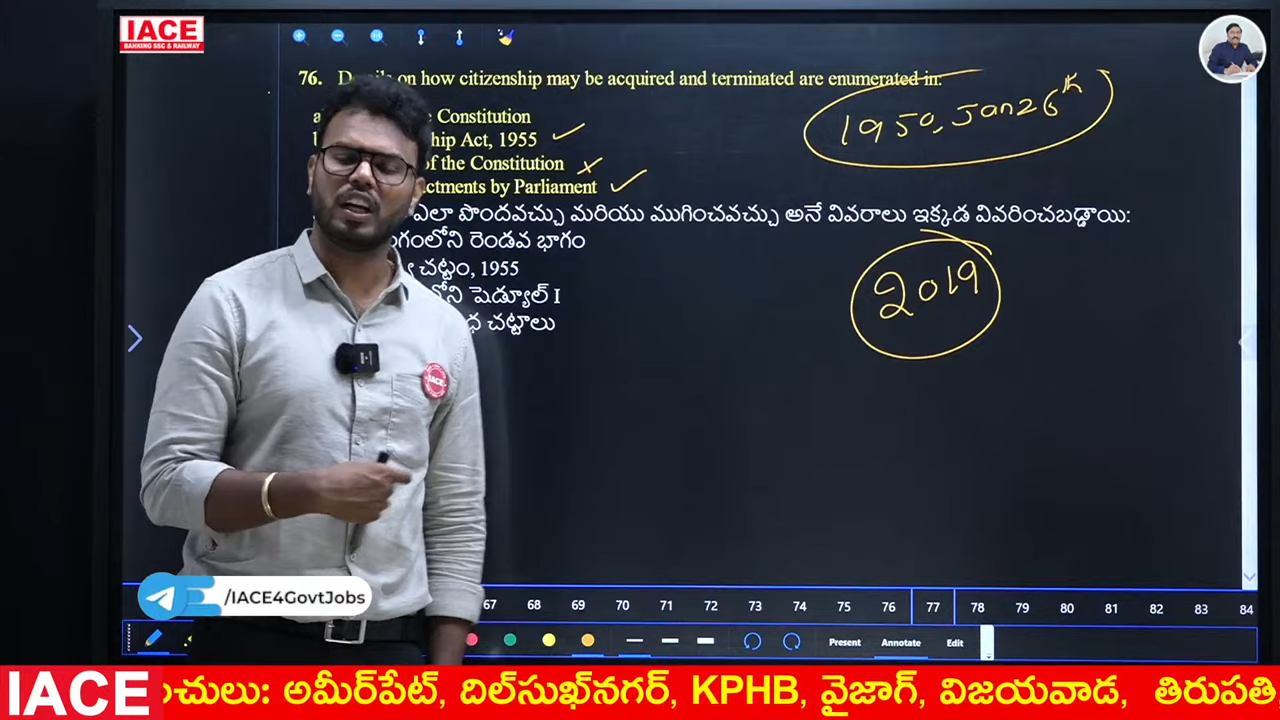 IACE
BANKING SSC & RAILWAY
76. on how citizenship may be acquired and terminated are enumerated in:
1950, Jan 26th
a Constitution
Act, 1955
of the Constitution
by Parliament
ఎలా పొందవచ్చు మరియు ముగించవచ్చు అనే వివరాలు ఇక్కడ వివరించబడ్డాయి:
రెండవ భాగం
చట్టం, 1955
షెడ్యూల్ I
చట్టాలు
2019
IACE
/IACE4GovtJobs
67 68 69 70 71 72 73 74 75 76 77 78 79 80 81 82 83 84
Present Annotate Edit
IACE అమీర్‌పేట్, దిల్‌సుఖ్‌నగర్, KPHB, వైజాగ్, విజయవాడ, తిరుపతి,